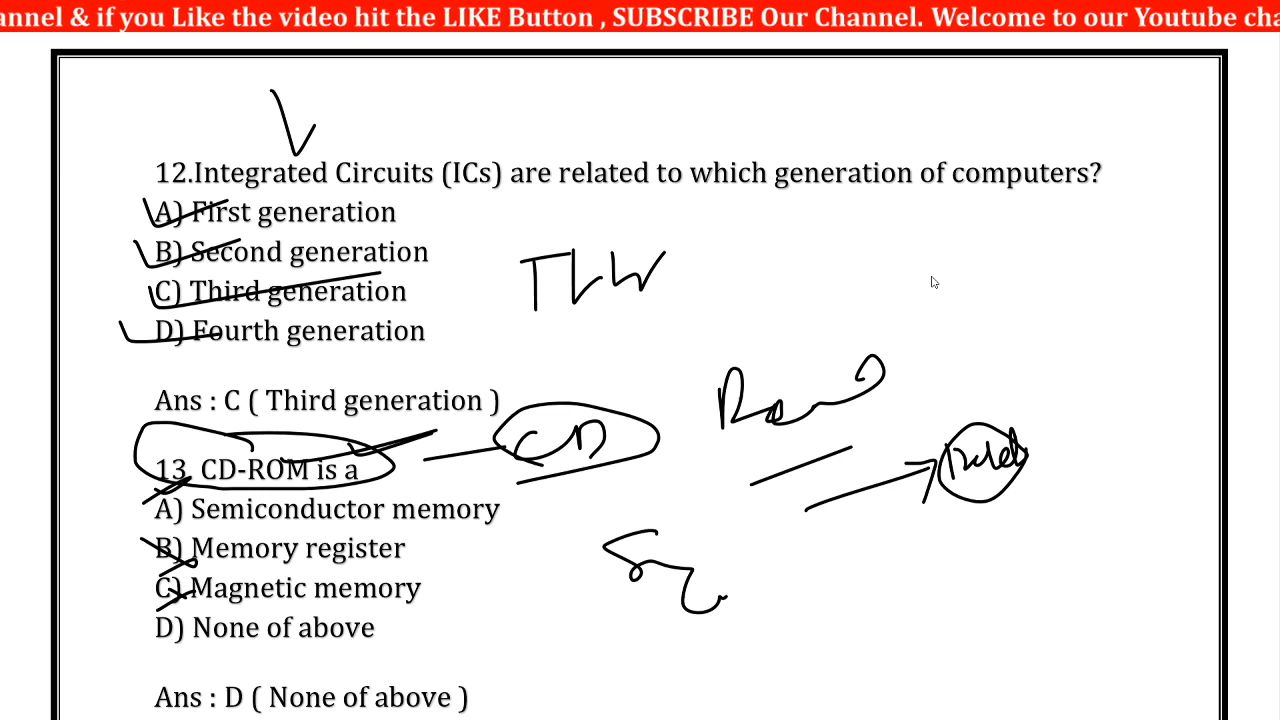 annel & if you Like the video hit the LIKE Button , SUBSCRIBE Our Channel. Welcome to our Youtube cha
12.Integrated Circuits (ICs) are related to which generation of computers?
A) First generation
B) Second generation
C) Third generation
D) Fourth generation
Ans : C ( Third generation )
CD
13. CD-ROM is a
A) Semiconductor memory
B) Memory register
C) Magnetic memory
D) None of above
Ans : D ( None of above )